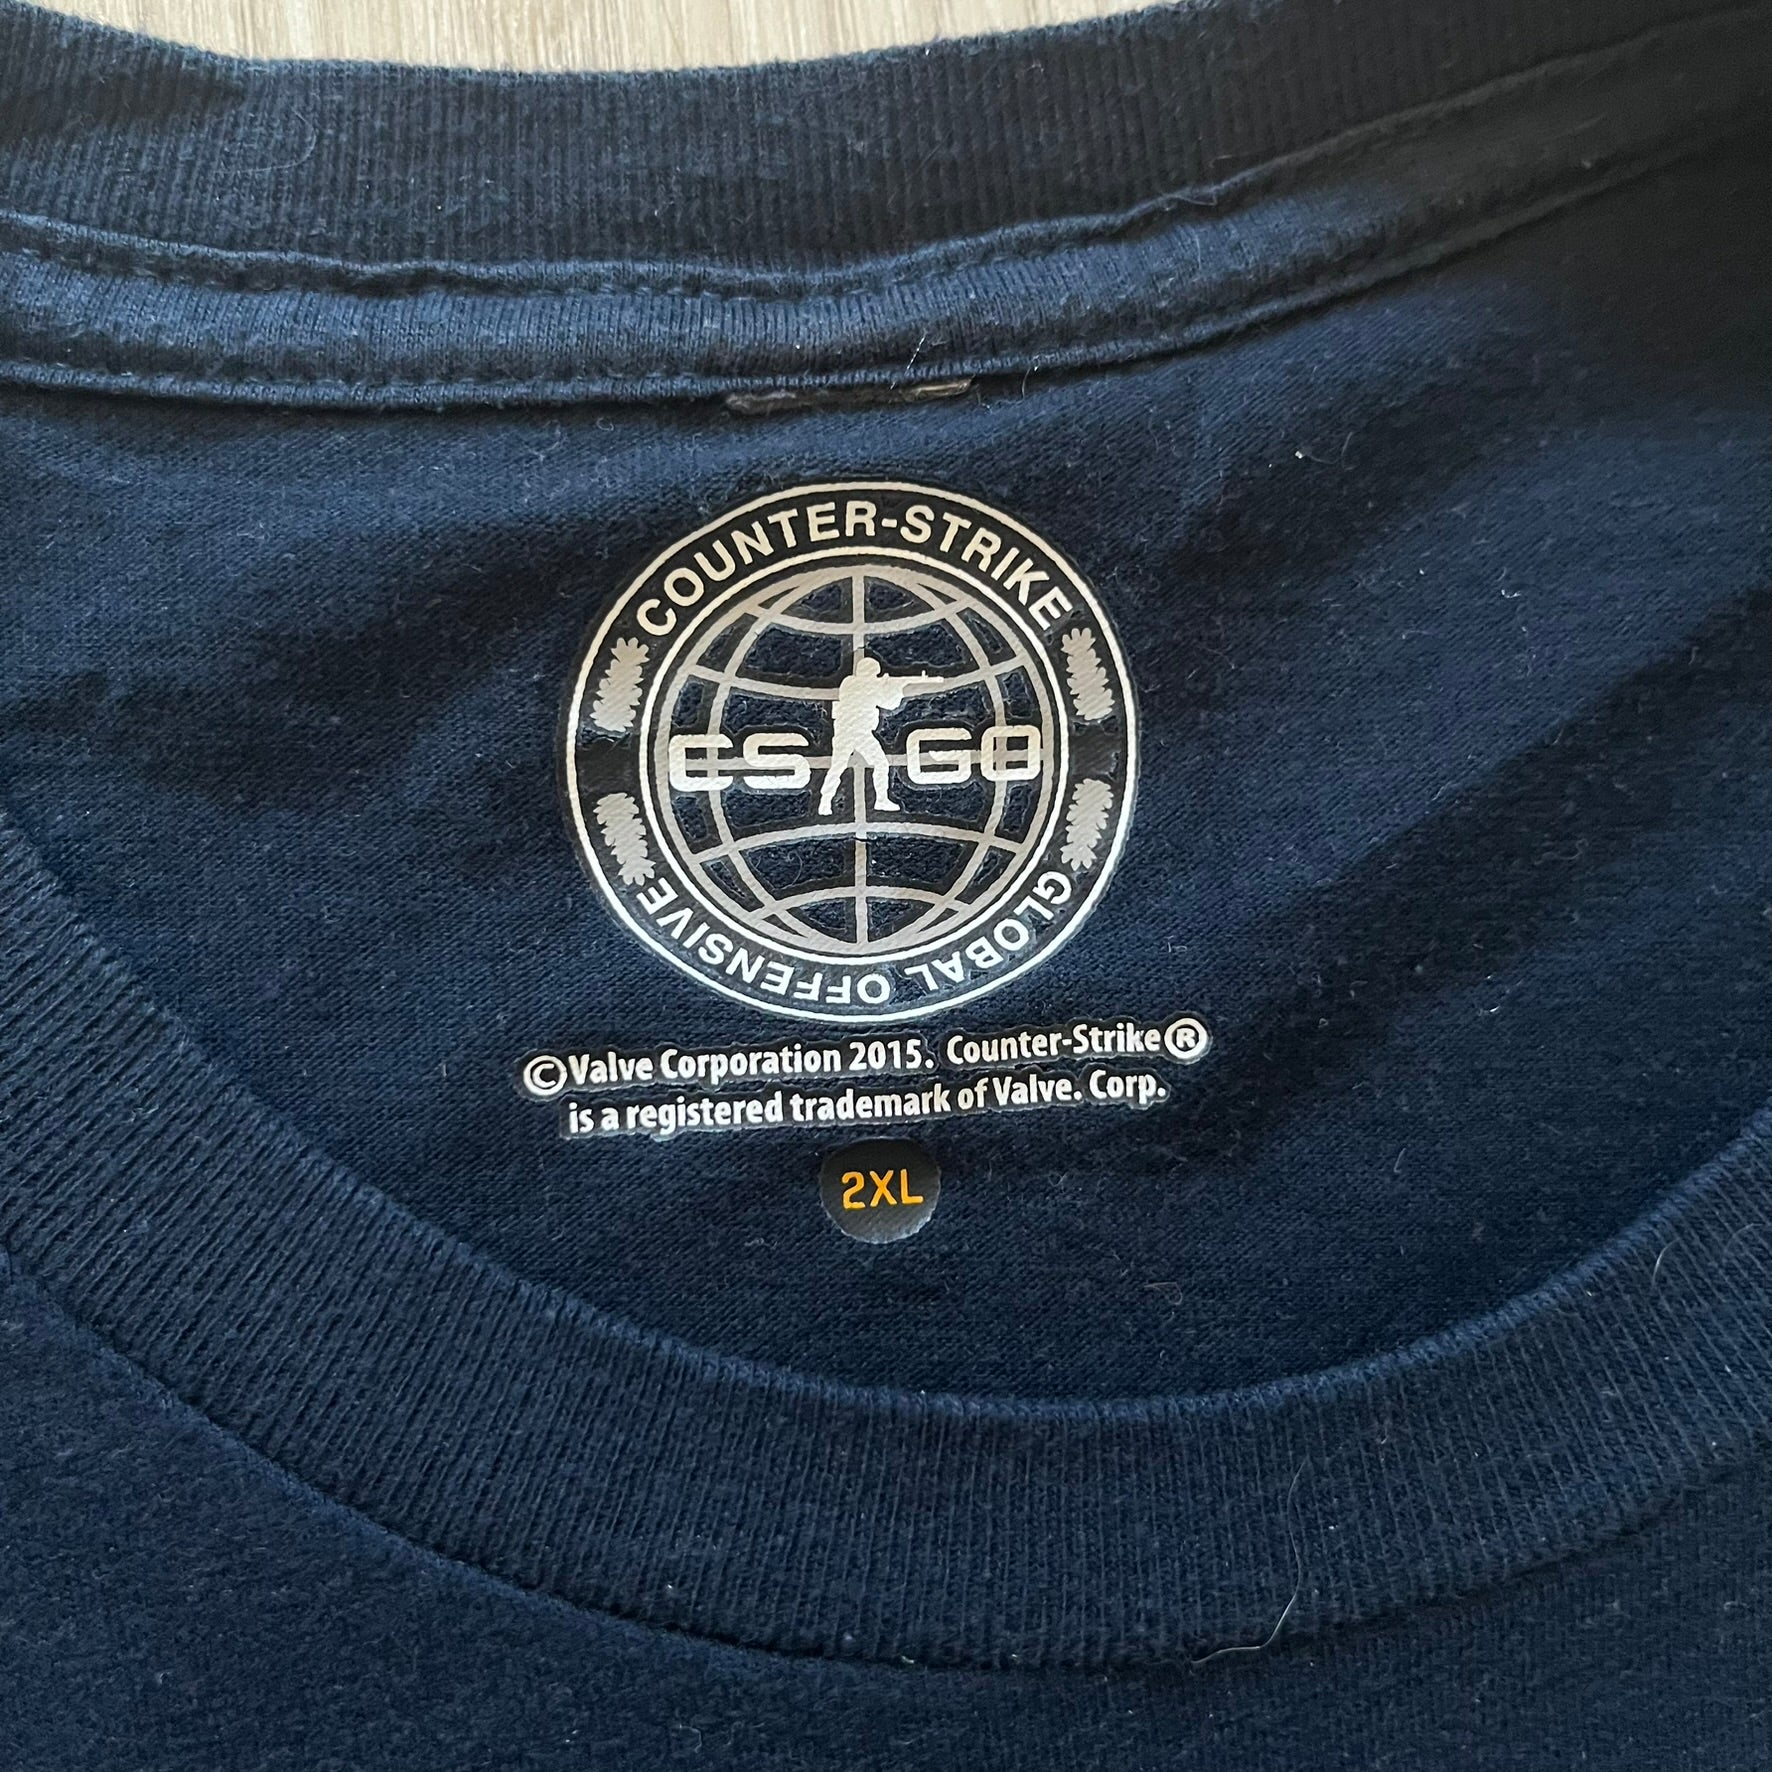 COUNTER-STRIKE
CS GO
GLOBAL OFFENSIVE
©Valve Corporation 2015. Counter-Strike®
is a registered trademark of Valve. Corp.
2XL